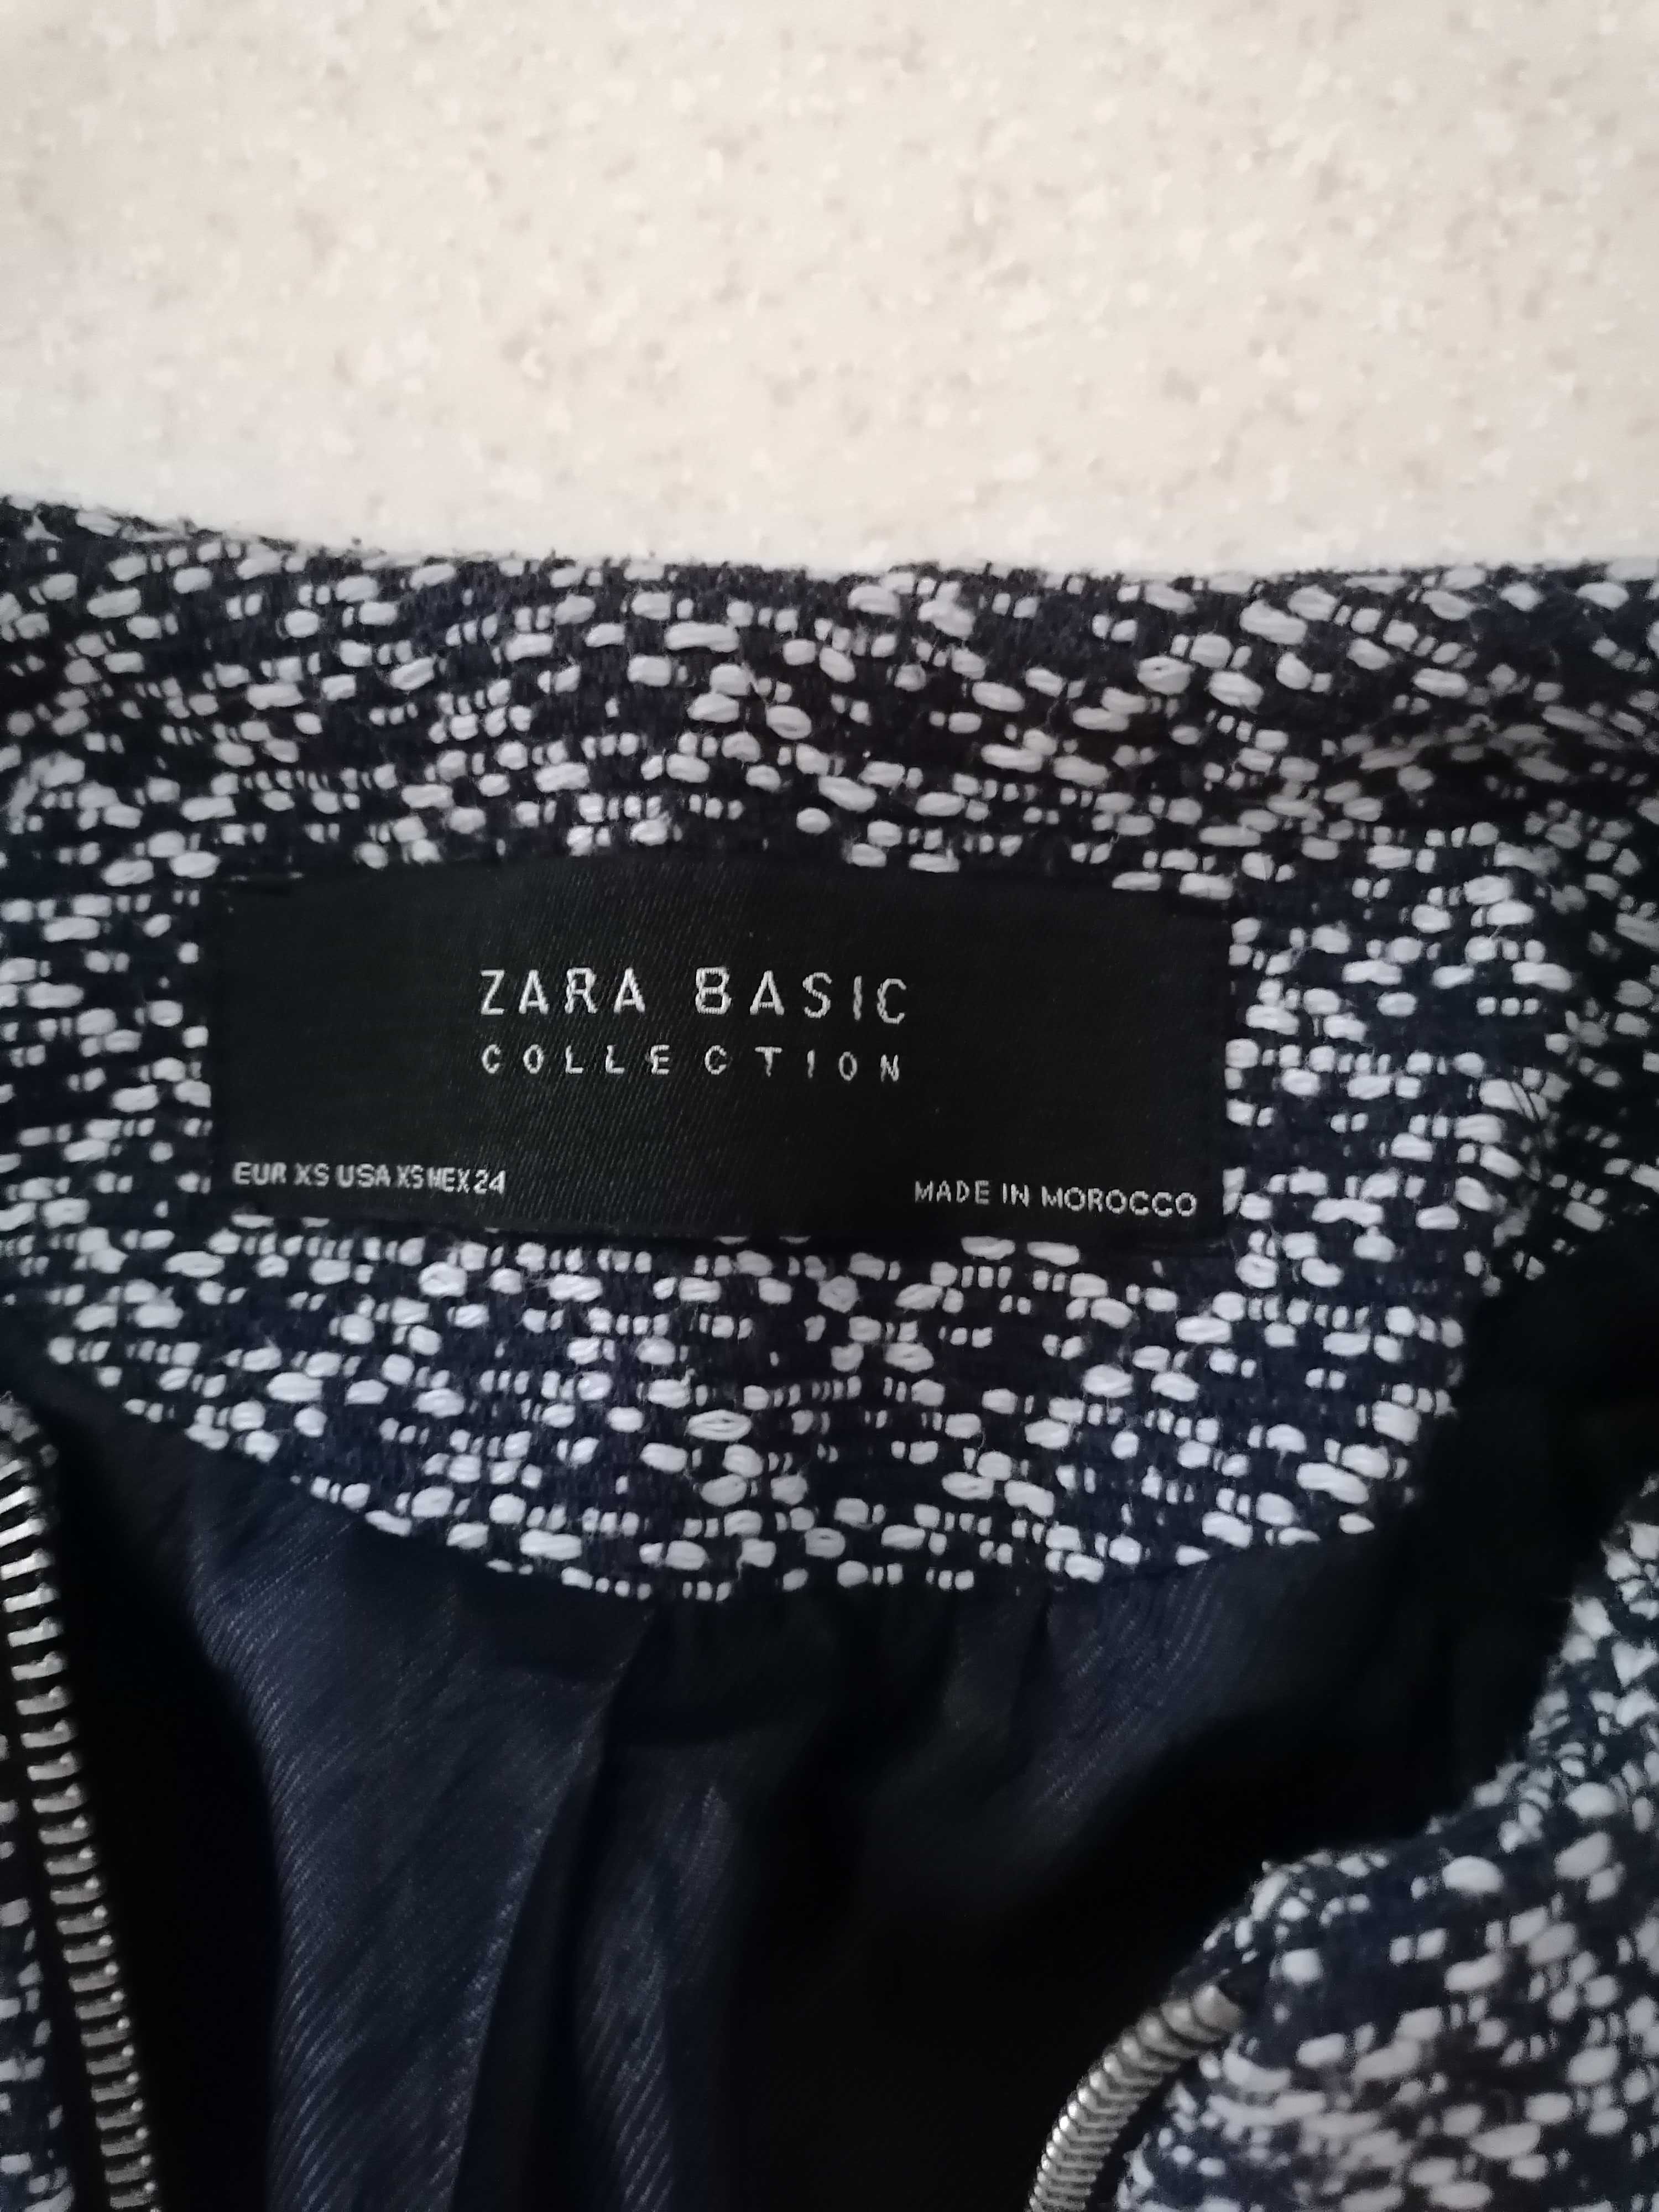 ZARA BASIC
COLLECTION
EUR XS USA XS MEX 24
MADE IN MOROCCO